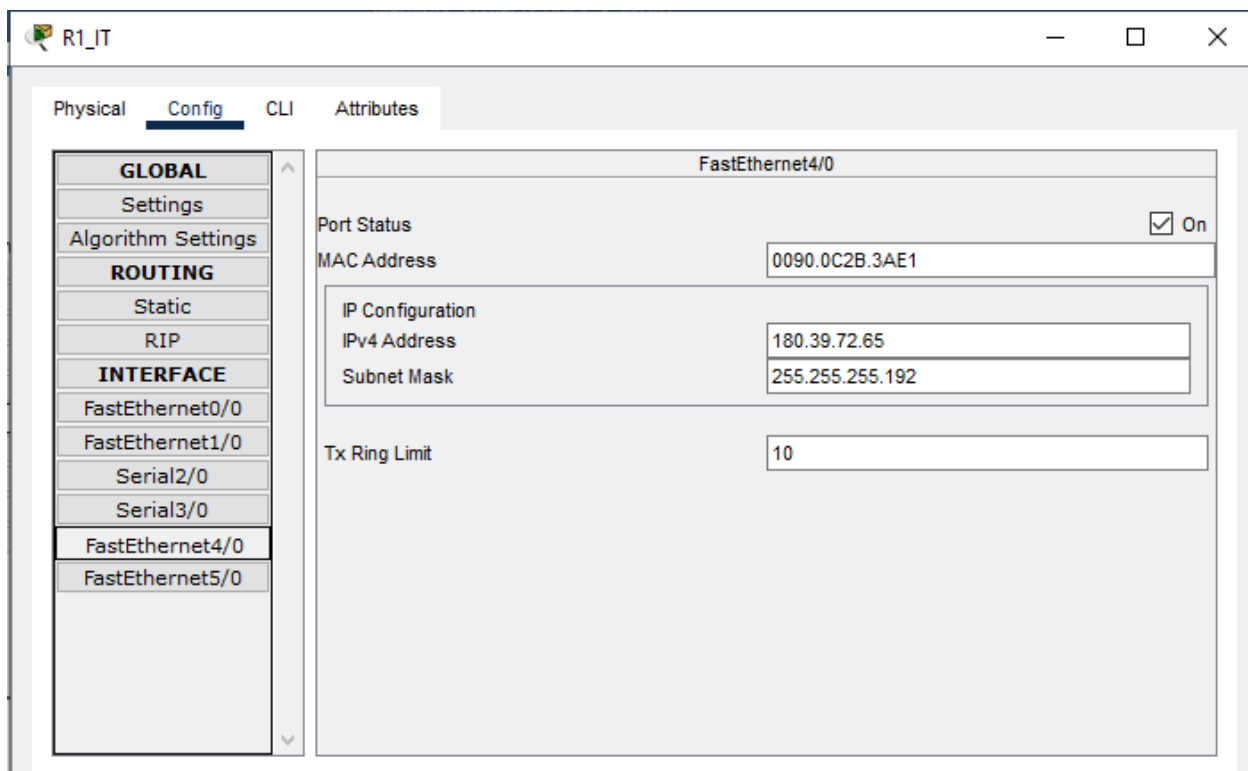 R1_IT
Physical Config CLI Attributes
GLOBAL
Settings
Algorithm Settings
ROUTING
Static
RIP
INTERFACE
FastEthernet0/0
FastEthernet1/0
Serial2/0
Serial3/0
FastEthernet4/0
FastEthernet5/0
FastEthernet4/0
Port Status On
MAC Address 0090.0C2B.3AE1
IP Configuration
IPv4 Address 180.39.72.65
Subnet Mask 255.255.255.192
Tx Ring Limit 10